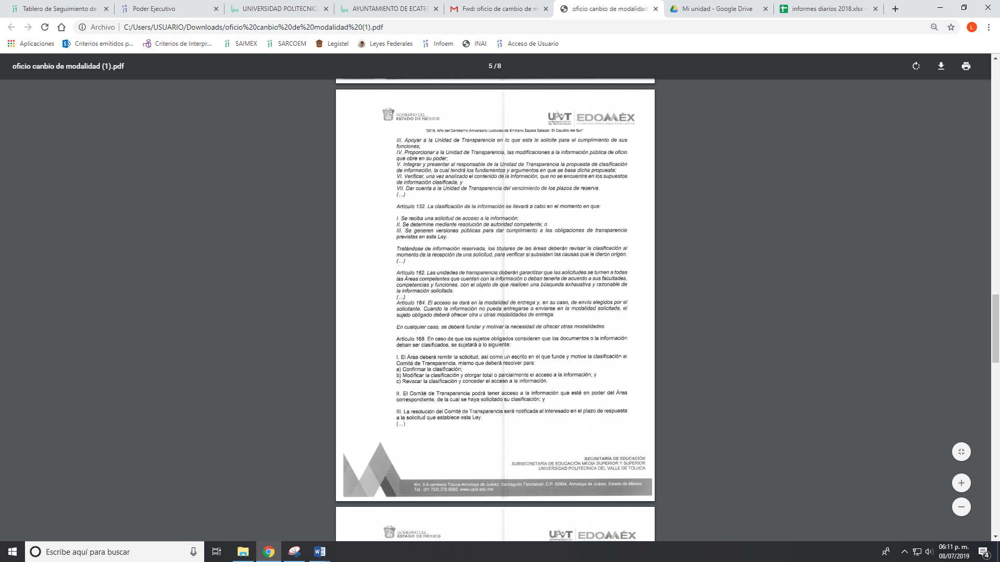 Tablero de Seguimiento de
Poder Ejecutivo
UNIVERSIDAD POLITECNICA
AYUNTAMIENTO DE ECATEP
Fwd: oficio de cambio de m
oficio canbio de modalidad
Mi unidad - Google Drive
informes diarios 2018.xlsx -
Archivo
C:/Users/USUARIO/Downloads/oficio%20canbio%20de%20modalidad%20(1).pdf
L
Aplicaciones
Criterios emitidos p...
Criterios de Interpr...
SAIMEX
SARCOEM
Legistel
Leyes Federales
Infoem
INAI
Acceso de Usuario
oficio canbio de modalidad (1).pdf
5 / 8
GOBIERNO DEL
ESTADO DE MÉXICO
UPVT
EDOMÉX
"2019. Año del Centésimo Aniversario Luctuoso de Emiliano Zapata Salazar. El Caudillo del Sur"
III. Apoyar a la Unidad de Transparencia en lo que esta le solicite para el cumplimiento de sus
funciones;
IV. Proporcionar a la Unidad de Transparencia, las modificaciones a la información pública de oficio
que obre en su poder;
V. Integrar y presentar al responsable de la Unidad de Transparencia la propuesta de clasificación
de información, la cual tendrá los fundamentos y argumentos en que se basa dicha propuesta;
VI. Verificar, una vez analizado el contenido de la información, que no se encuentre en los supuestos
de información clasificada; y
VII. Dar cuenta a la Unidad de Transparencia del vencimiento de los plazos de reserva.
(...)
Artículo 132. La clasificación de la información se llevará a cabo en el momento en que:
I. Se reciba una solicitud de acceso a la información;
II. Se determine mediante resolución de autoridad competente; o
III. Se generen versiones públicas para dar cumplimiento a las obligaciones de transparencia
previstas en esta Ley.
Tratándose de información reservada, los titulares de las áreas deberán revisar la clasificación al
momento de la recepción de una solicitud, para verificar si subsisten las causas que le dieron origen.
(...)
Artículo 162. Las unidades de transparencia deberán garantizar que las solicitudes se turnen a todas
las Áreas competentes que cuenten con la información o deban tenerla de acuerdo a sus facultades,
competencias y funciones, con el objeto de que realicen una búsqueda exhaustiva y razonable de
la información solicitada.
(...)
Artículo 164. El acceso se dará en la modalidad de entrega y, en su caso, de envío elegidos por el
solicitante. Cuando la información no pueda entregarse o enviarse en la modalidad solicitada, el
sujeto obligado deberá ofrecer otra u otras modalidades de entrega.
En cualquier caso, se deberá fundar y motivar la necesidad de ofrecer otras modalidades.
Artículo 168. En caso de que los sujetos obligados consideren que los documentos o la información
deban ser clasificados, se sujetará a lo siguiente:
I. El Área deberá remitir la solicitud, así como un escrito en el que funde y motive la clasificación al
Comité de Transparencia, mismo que deberá resolver para:
a) Confirmar la clasificación;
b) Modificar la clasificación y otorgar total o parcialmente el acceso a la información; y
c) Revocar la clasificación y conceder el acceso a la información.
II. El Comité de Transparencia podrá tener acceso a la información que esté en poder del Área
correspondiente, de la cual se haya solicitado su clasificación; y
III. La resolución del Comité de Transparencia será notificada al interesado en el plazo de respuesta
a la solicitud que establece esta Ley.
(...)
SECRETARÍA DE EDUCACIÓN
SUBSECRETARÍA DE EDUCACIÓN MEDIA SUPERIOR Y SUPERIOR
UNIVERSIDAD POLITÉCNICA DEL VALLE DE TOLUCA
Km. 5.6 carretera Toluca-Almoloya de Juárez, Santiaguito Tlalcilalcali, C.P. 50904. Almoloya de Juárez, Estado de México.
Tel.: (01 722) 276 6060. www.upvt.edu.mx
GOBIERNO DEL
ESTADO DE MÉXICO
UPVT
EDOMÉX
Escribe aquí para buscar
06:11 p. m.
08/07/2019
4